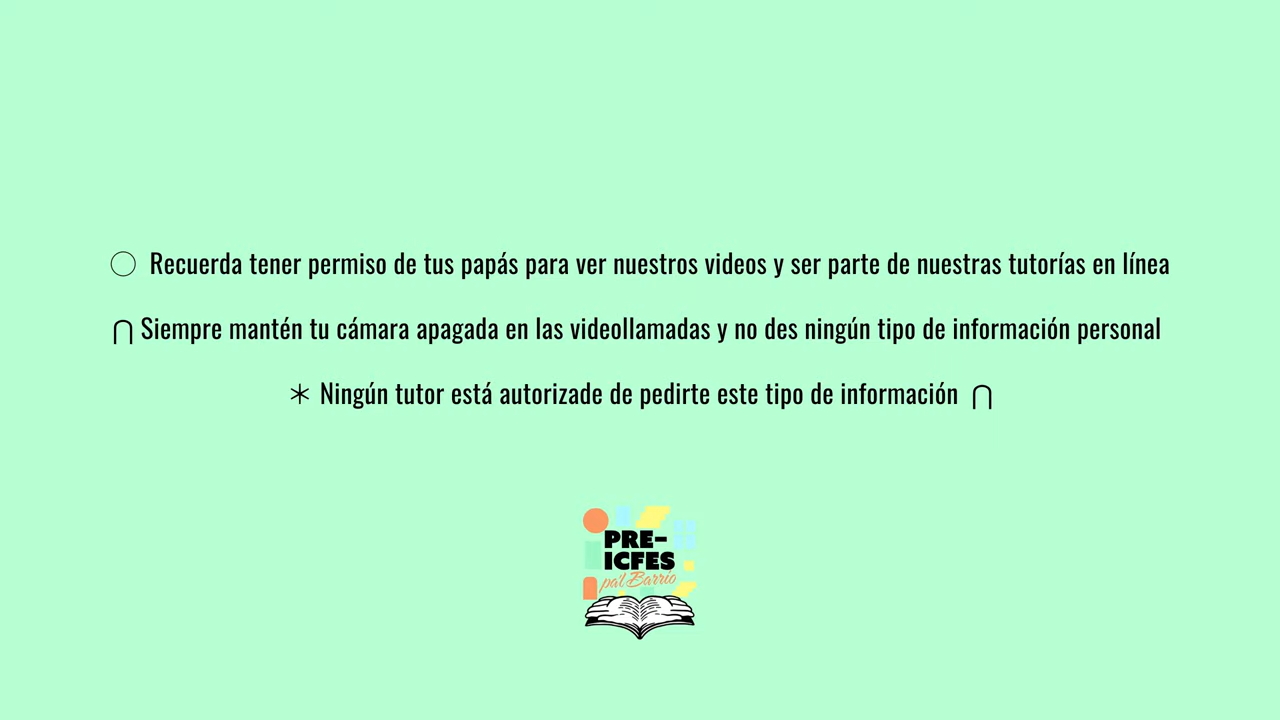 ○ Recuerda tener permiso de tus papás para ver nuestros videos y ser parte de nuestras tutorías en línea
∩ Siempre mantén tu cámara apagada en las videollamadas y no des ningún tipo de información personal
∗ Ningún tutor está autorizade de pedirte este tipo de información ∩
PRE-
ICFES
pa'l Barrio